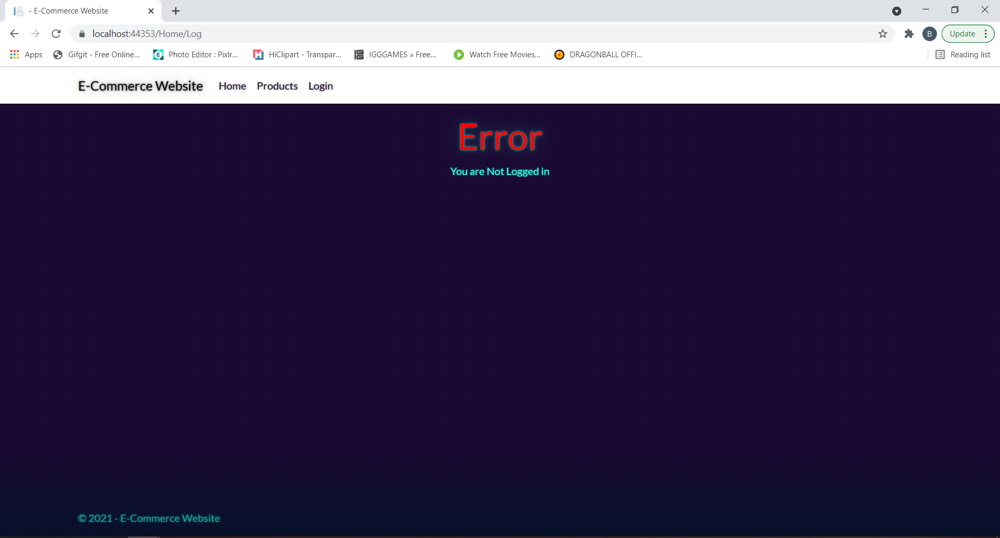 - E-Commerce Website
localhost:44353/Home/Log
B
Update
Apps
Gifgit - Free Online...
Photo Editor : Pixlr...
HiClipart - Transpar...
IGGGAMES » Free...
Watch Free Movies...
DRAGONBALL OFFI...
Reading list
E-Commerce Website Home Products Login
Error
You are Not Logged in
© 2021 - E-Commerce Website